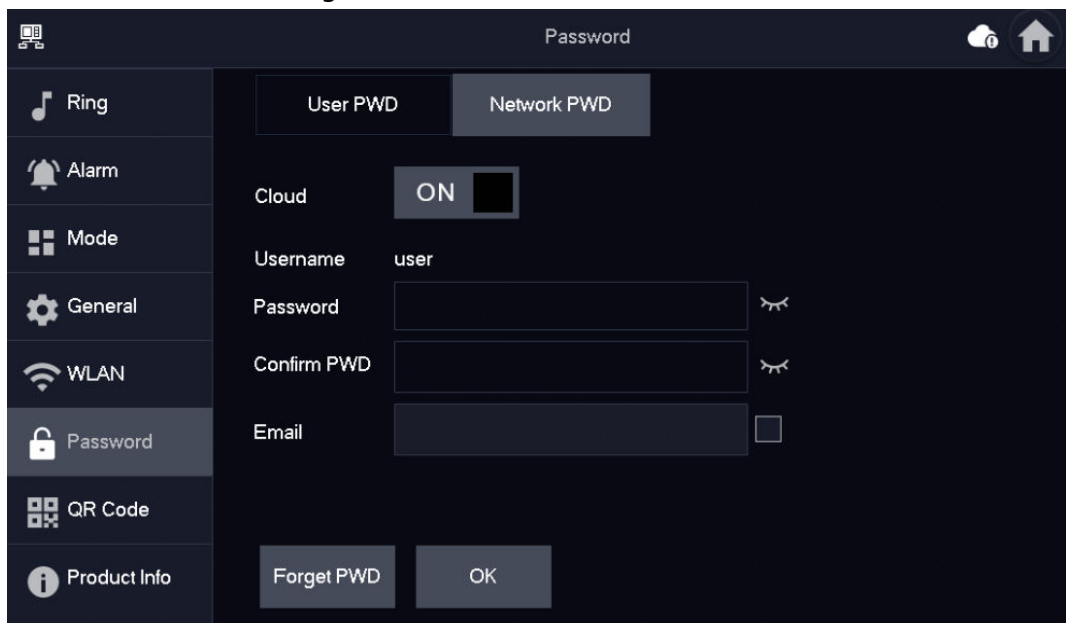 Password
Ring
Alarm
Mode
General
WLAN
Password
QR Code
Product Info
User PWD
Network PWD
Cloud
ON
Username
user
Password
Confirm PWD
Email
Forget PWD
OK